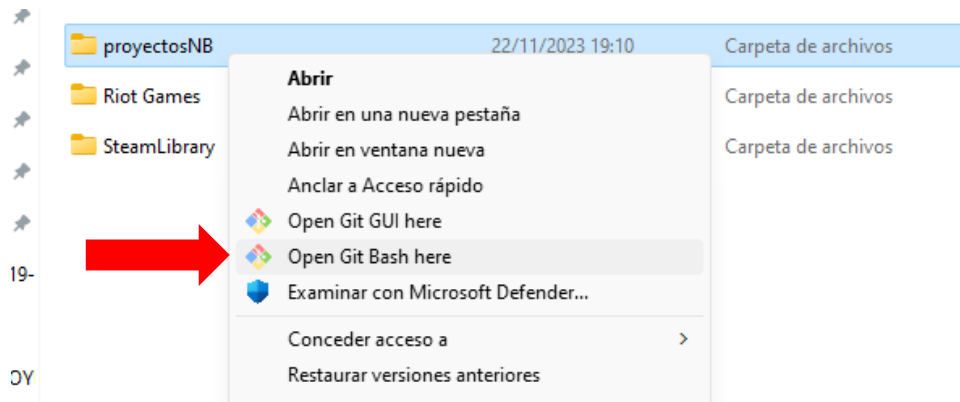 proyectosNB 22/11/2023 19:10 Carpeta de archivos
Abrir
Riot Games Carpeta de archivos
Abrir en una nueva pestaña
SteamLibrary Carpeta de archivos
Abrir en ventana nueva
Anclar a Acceso rápido
Open Git GUI here
Open Git Bash here
19-
Examinar con Microsoft Defender...
Conceder acceso a
OY
Restaurar versiones anteriores